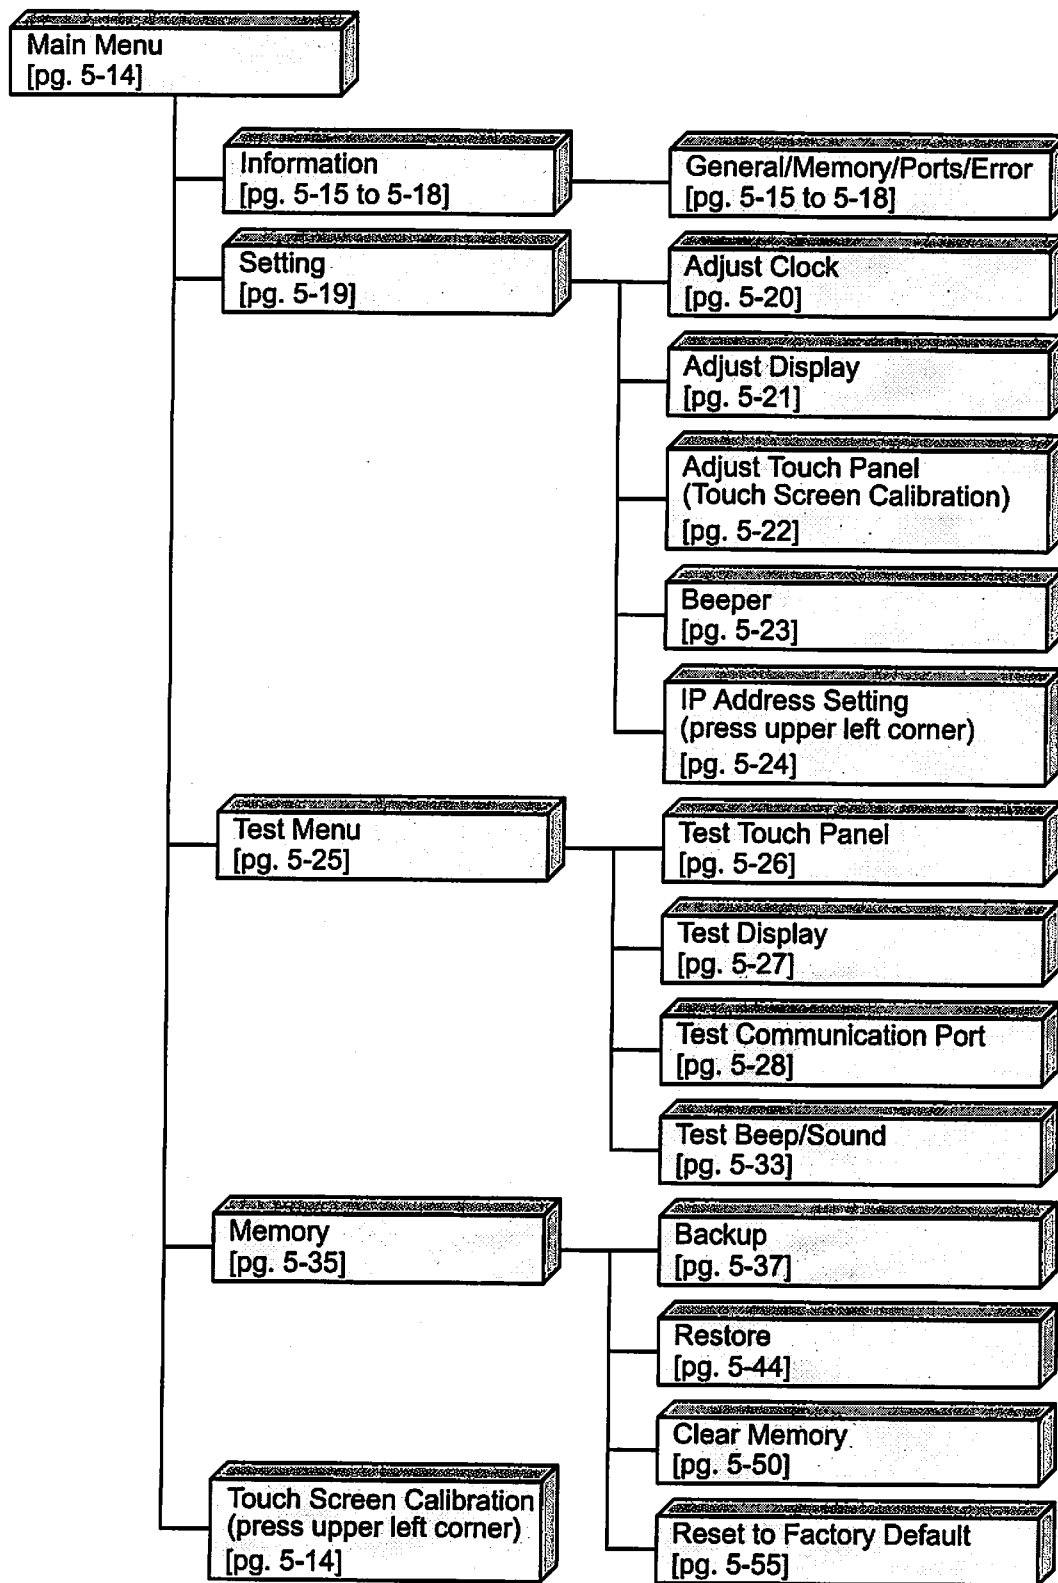 Main Menu
[pg. 5-14]
Information
[pg. 5-15 to 5-18]
General/Memory/Ports/Error
[pg. 5-15 to 5-18]
Setting
[pg. 5-19]
Adjust Clock
[pg. 5-20]
Adjust Display
[pg. 5-21]
Adjust Touch Panel
(Touch Screen Calibration)
[pg. 5-22]
Beeper
[pg. 5-23]
IP Address Setting
(press upper left corner)
[pg. 5-24]
Test Menu
[pg. 5-25]
Test Touch Panel
[pg. 5-26]
Test Display
[pg. 5-27]
Test Communication Port
[pg. 5-28]
Test Beep/Sound
[pg. 5-33]
Memory
[pg. 5-35]
Backup
[pg. 5-37]
Restore
[pg. 5-44]
Clear Memory
[pg. 5-50]
Touch Screen Calibration
(press upper left corner)
[pg. 5-14]
Reset to Factory Default
[pg. 5-55]